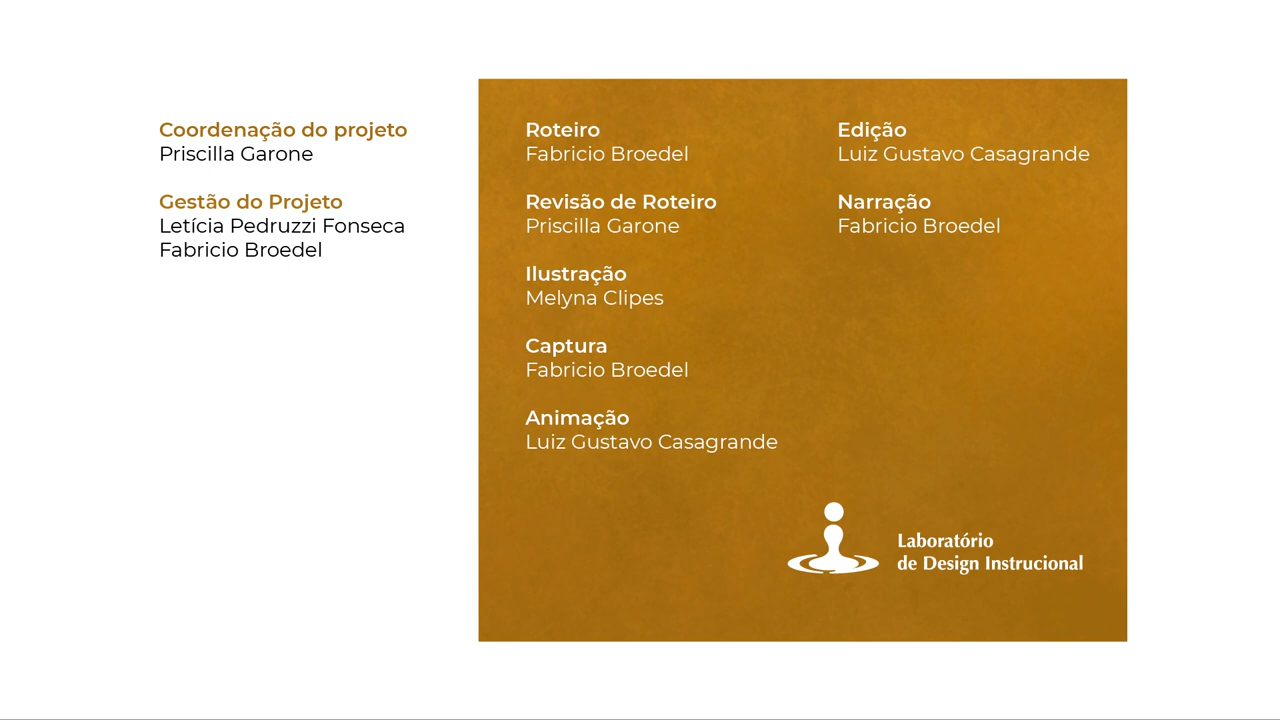 Coordenação do projeto
Priscilla Garone
Gestão do Projeto
Letícia Pedruzzi Fonseca
Fabricio Broedel
Roteiro
Fabricio Broedel
Revisão de Roteiro
Priscilla Garone
Ilustração
Melyna Clipes
Captura
Fabricio Broedel
Animação
Luiz Gustavo Casagrande
Edição
Luiz Gustavo Casagrande
Narração
Fabricio Broedel
Laboratório
de Design Instrucional